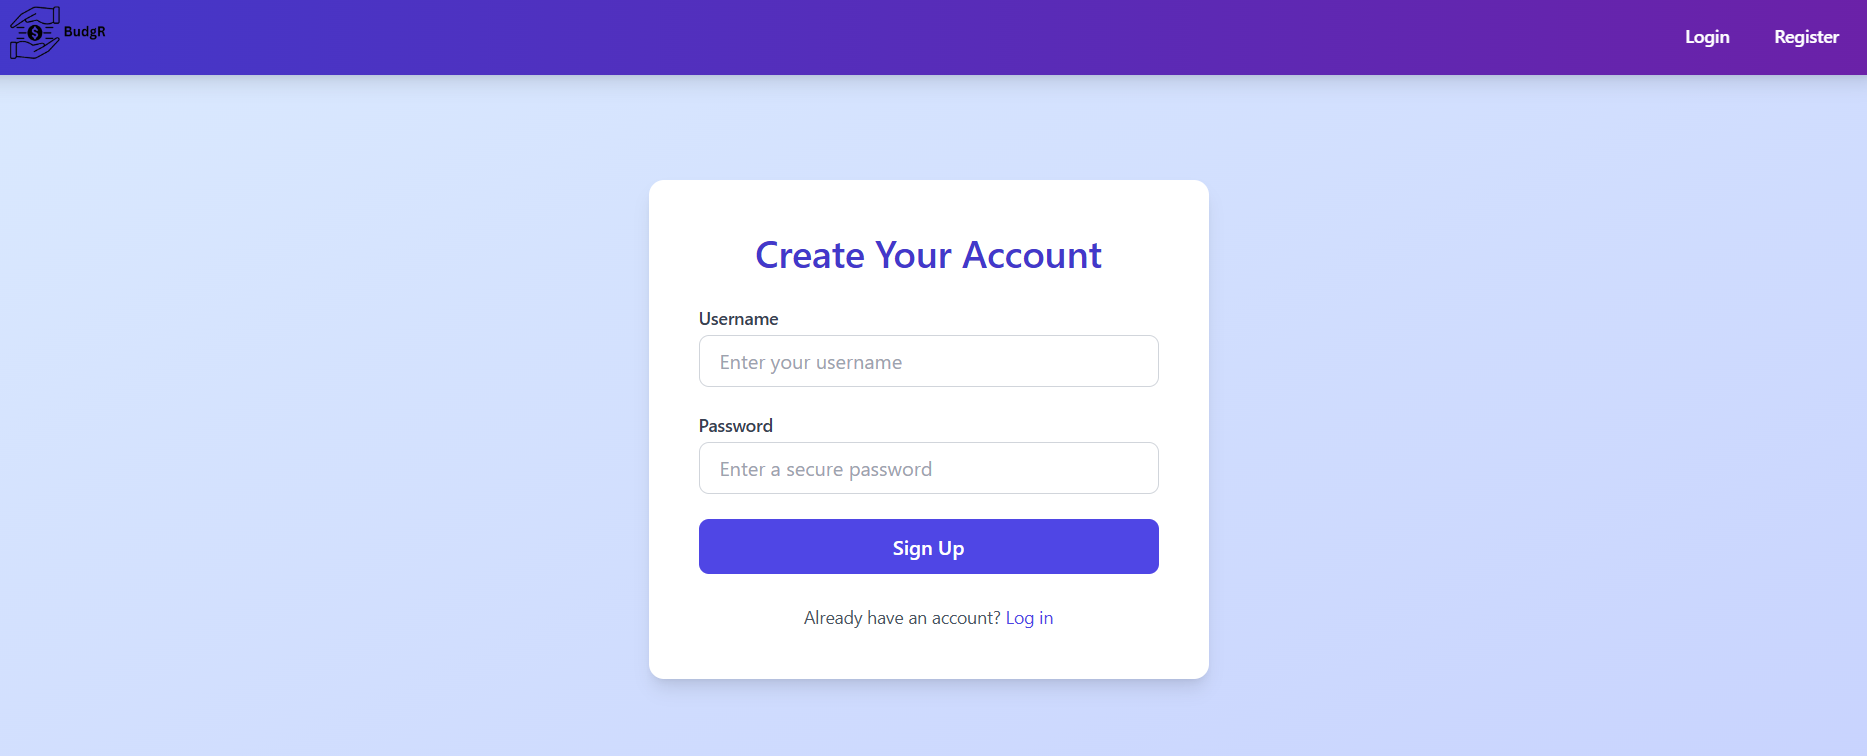 $ BudgR
Login Register
Create Your Account
Username
Enter your username
Password
Enter a secure password
Sign Up
Already have an account? Log in